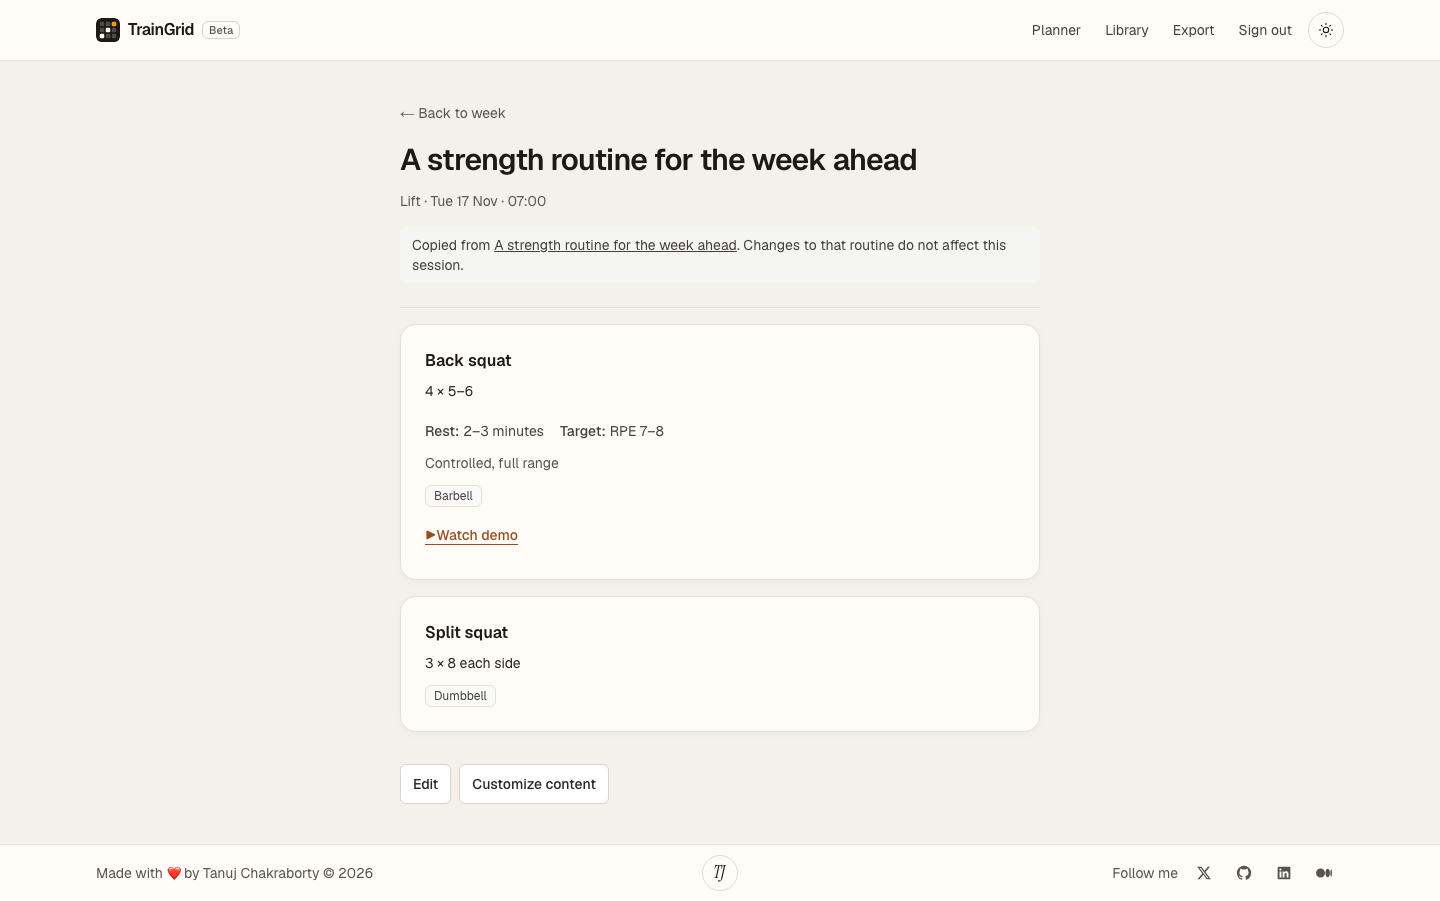 TrainGrid Beta
Planner Library Export Sign out
← Back to week
A strength routine for the week ahead
Lift · Tue 17 Nov · 07:00
Copied from A strength routine for the week ahead. Changes to that routine do not affect this
session.
Back squat
4 × 5–6
Rest: 2–3 minutes Target: RPE 7–8
Controlled, full range
Barbell
▶Watch demo
Split squat
3 × 8 each side
Dumbbell
Edit Customize content
Made with ❤️ by Tanuj Chakraborty © 2026
TJ
Follow me